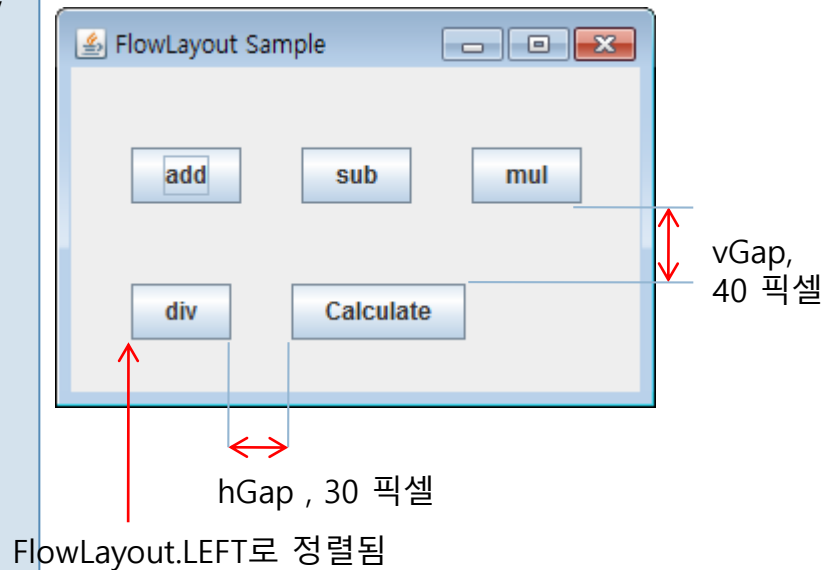 FlowLayout Sample
add sub mul
vGap,
40 픽셀
div Calculate
hGap , 30 픽셀
FlowLayout.LEFT로 정렬됨